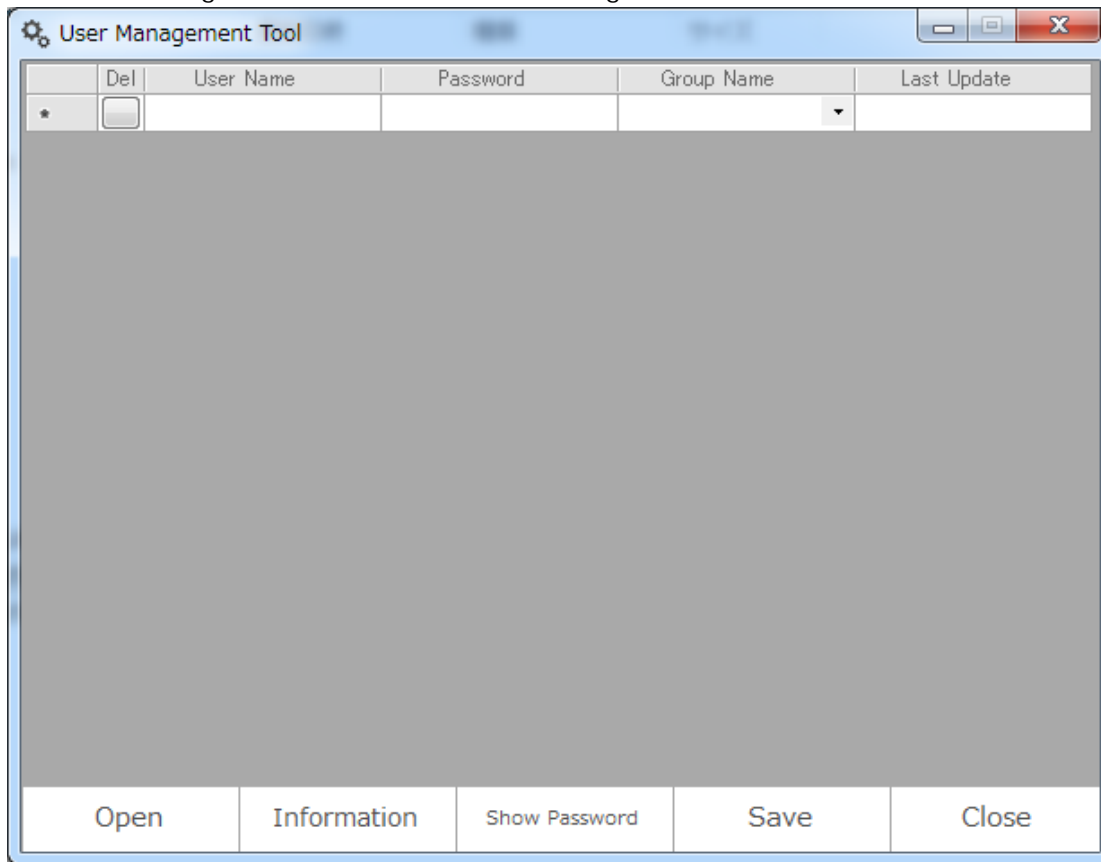 User Management Tool
Del User Name Password Group Name Last Update
*
Open Information Show Password Save Close